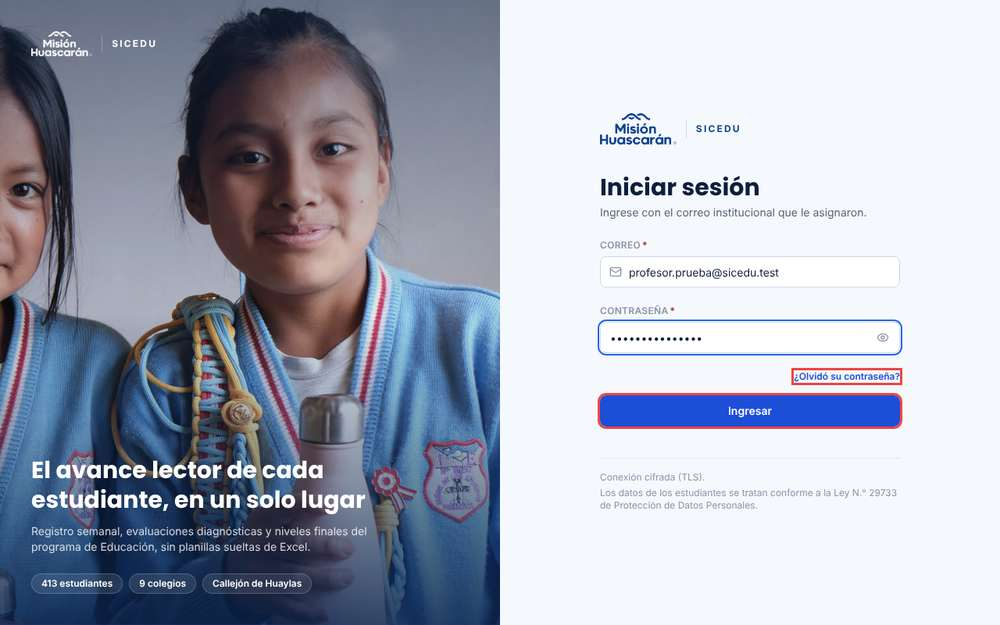 Misión
Huascarán
SICEDU
El avance lector de cada
estudiante, en un solo lugar
Registro semanal, evaluaciones diagnósticas y niveles finales del
programa de Educación, sin planillas sueltas de Excel.
413 estudiantes
9 colegios
Callejón de Huaylas
Misión
Huascarán
SICEDU
Iniciar sesión
Ingrese con el correo institucional que le asignaron.
CORREO *
profesor.prueba@sicedu.test
CONTRASEÑA *
•••••••••••••••
¿Olvidó su contraseña?
Ingresar
Conexión cifrada (TLS).
Los datos de los estudiantes se tratan conforme a la Ley N.° 29733
de Protección de Datos Personales.